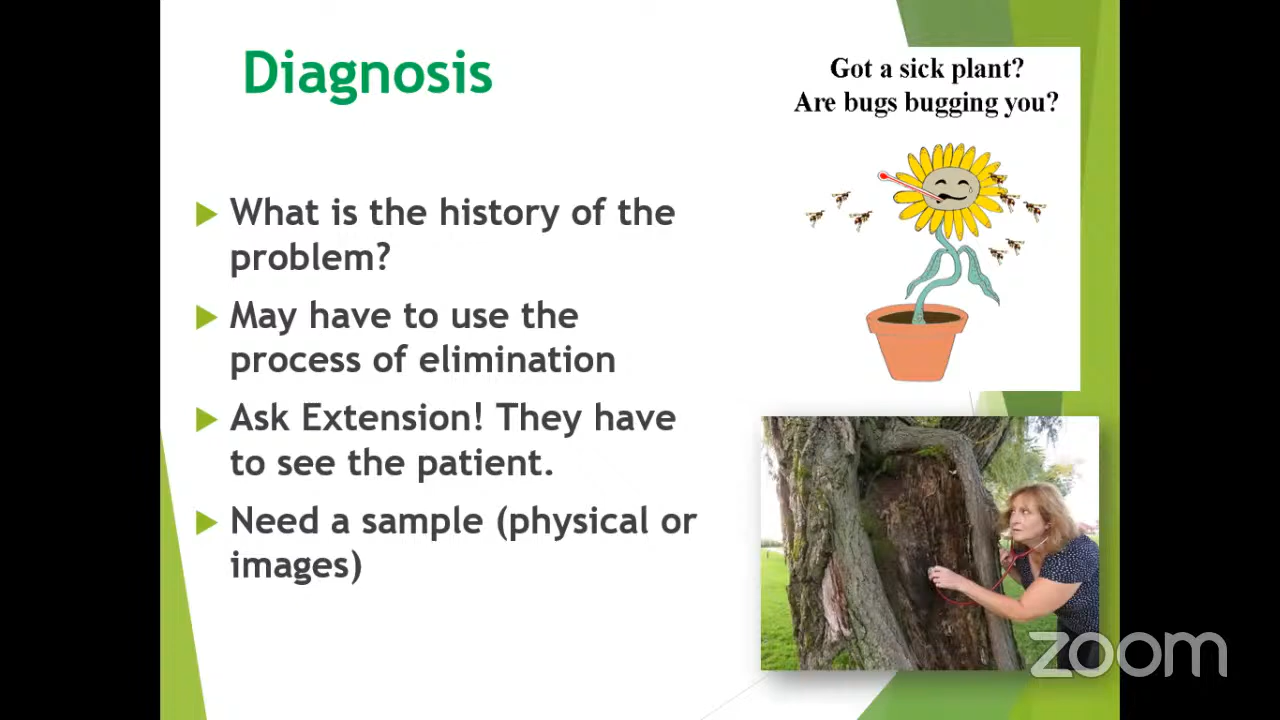 Diagnosis
Got a sick plant?
Are bugs bugging you?
What is the history of the
problem?
May have to use the
process of elimination
Ask Extension! They have
to see the patient.
Need a sample (physical or
images)
zoom